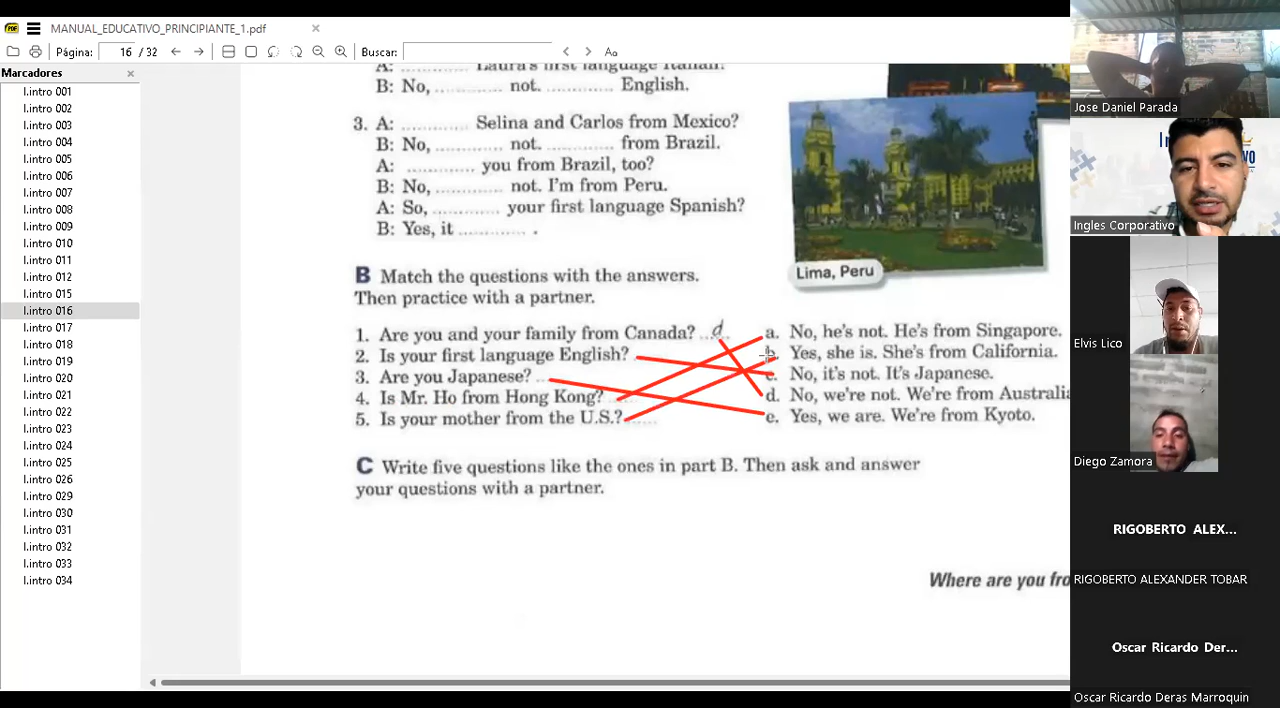 MANUAL_EDUCATIVO_PRINCIPIANTE_1.pdf
Página: 16 / 32 Buscar:
Marcadores
I.intro 001
I.intro 002
I.intro 003
I.intro 004
I.intro 005
I.intro 006
I.intro 007
I.intro 008
I.intro 009
I.intro 010
I.intro 011
I.intro 012
I.intro 015
I.intro 016
I.intro 017
I.intro 018
I.intro 019
I.intro 020
I.intro 021
I.intro 022
I.intro 023
I.intro 024
I.intro 025
I.intro 026
I.intro 029
I.intro 030
I.intro 031
I.intro 032
I.intro 033
I.intro 034
A: ............ Laura's first language Italian?
B: No, ............ not. ............ English.
3. A: ............ Selina and Carlos from Mexico?
B: No, ............ not. ............ from Brazil.
A: ............ you from Brazil, too?
B: No, ............ not. I'm from Peru.
A: So, ............ your first language Spanish?
B: Yes, it ............ .
Lima, Peru
B Match the questions with the answers.
Then practice with a partner.
1. Are you and your family from Canada? ...d...
2. Is your first language English?
3. Are you Japanese?
4. Is Mr. Ho from Hong Kong?
5. Is your mother from the U.S.?
a. No, he's not. He's from Singapore.
b. Yes, she is. She's from California.
c. No, it's not. It's Japanese.
d. No, we're not. We're from Australia
e. Yes, we are. We're from Kyoto.
C Write five questions like the ones in part B. Then ask and answer
your questions with a partner.
Where are you fro
Jose Daniel Parada
Ingles Corporativo
Elvis Lico
Diego Zamora
RIGOBERTO ALEX...
RIGOBERTO ALEXANDER TOBAR
Oscar Ricardo Der...
Oscar Ricardo Deras Marroquin